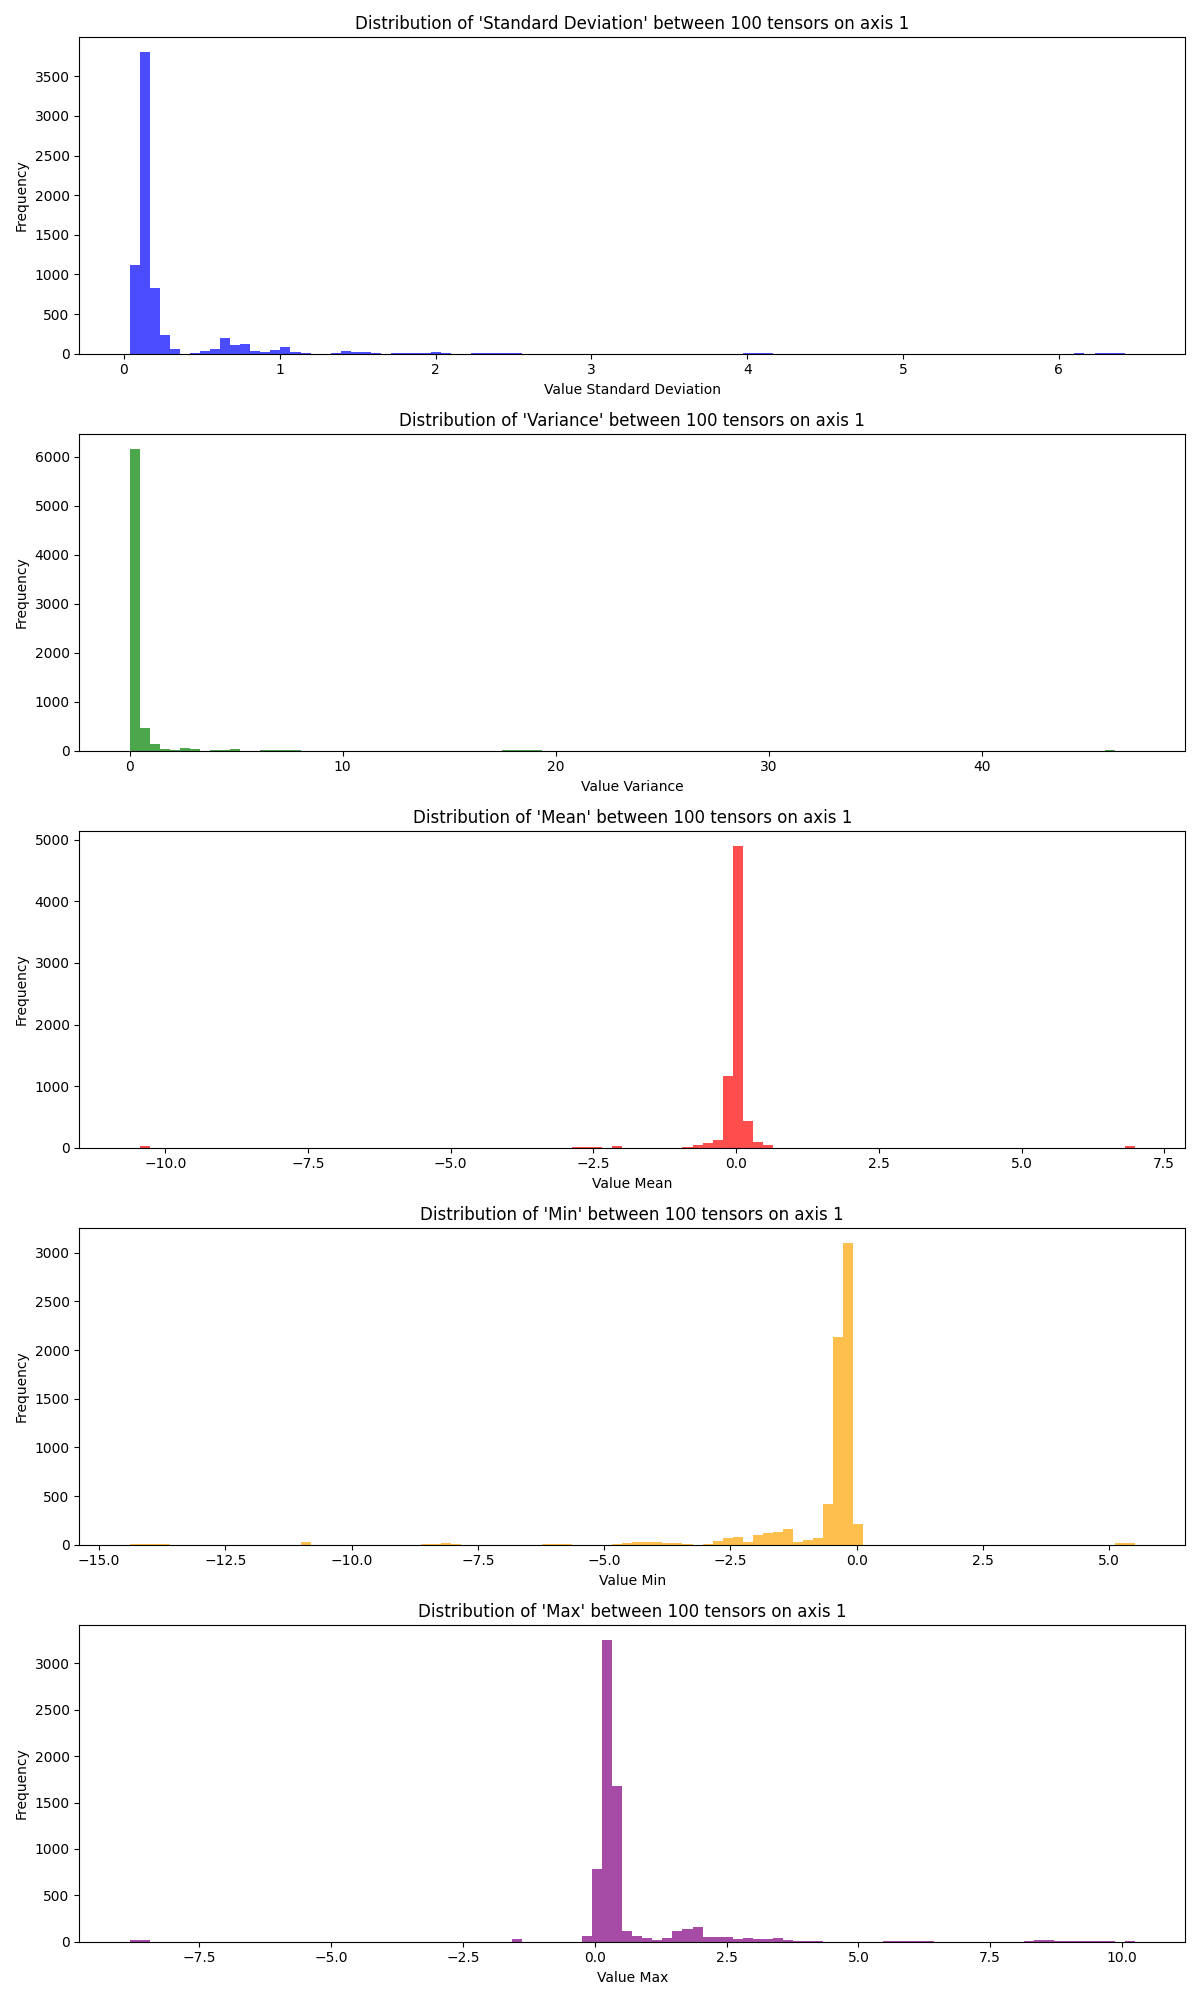 Distribution of 'Standard Deviation' between 100 tensors on axis 1
3500
3000
2500
2000
1500
1000
500
0
Frequency
0 1 2 3 4 5 6
Value Standard Deviation
Distribution of 'Variance' between 100 tensors on axis 1
6000
5000
4000
3000
2000
1000
0
Frequency
0 10 20 30 40
Value Variance
Distribution of 'Mean' between 100 tensors on axis 1
5000
4000
3000
2000
1000
0
Frequency
−10.0 −7.5 −5.0 −2.5 0.0 2.5 5.0 7.5
Value Mean
Distribution of 'Min' between 100 tensors on axis 1
3000
2500
2000
1500
1000
500
0
Frequency
−15.0 −12.5 −10.0 −7.5 −5.0 −2.5 0.0 2.5 5.0
Value Min
Distribution of 'Max' between 100 tensors on axis 1
3000
2500
2000
1500
1000
500
0
Frequency
−7.5 −5.0 −2.5 0.0 2.5 5.0 7.5 10.0
Value Max